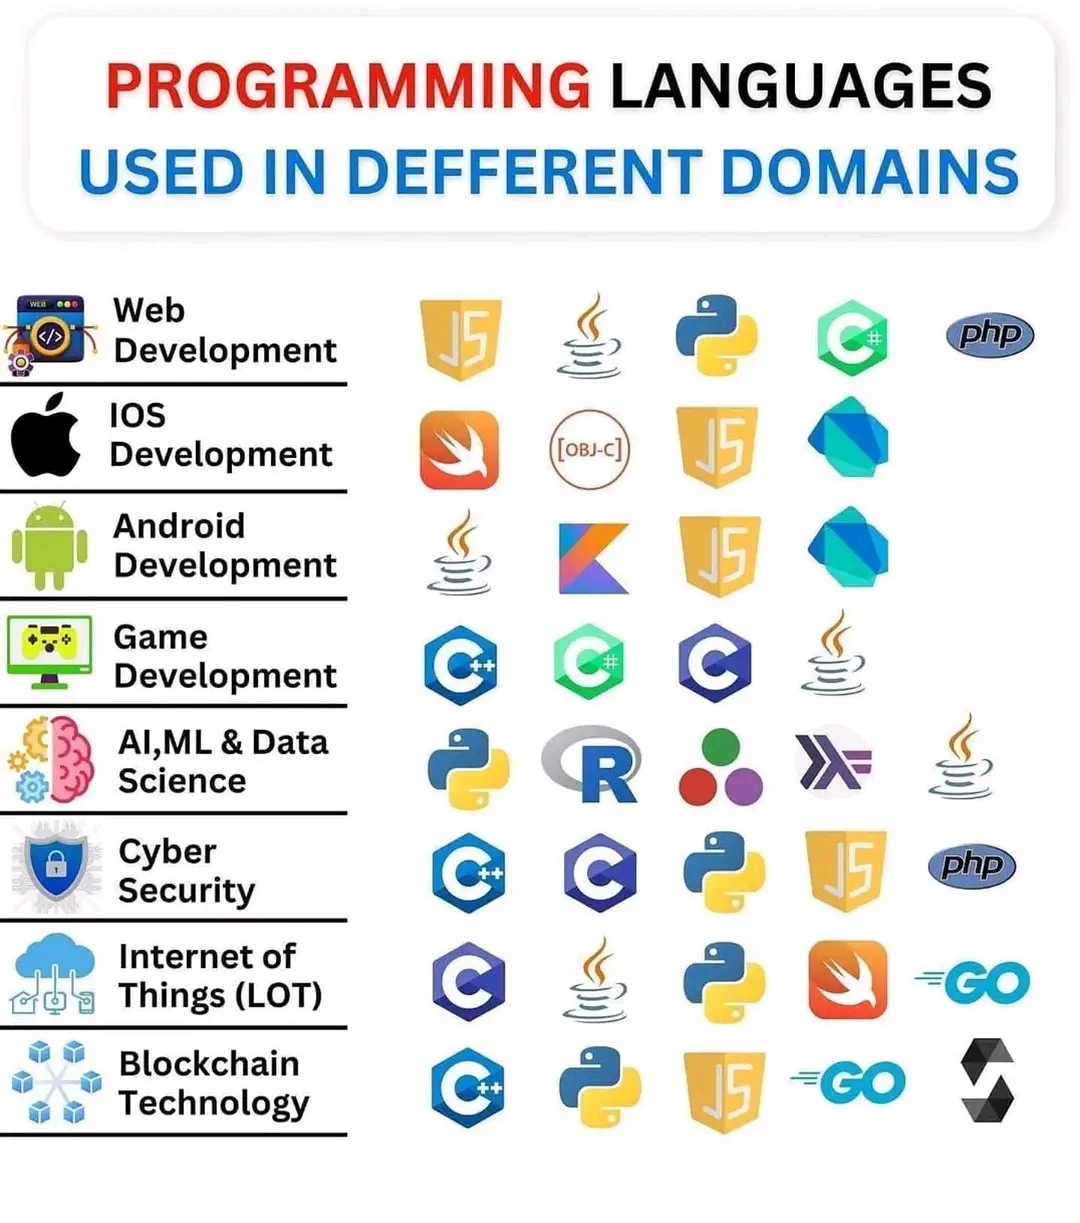 PROGRAMMING LANGUAGES
USED IN DEFFERENT DOMAINS
WEB
</>
Web
Development
JS
C#
php
IOS
Development
[OBJ-C]
JS
Android
Development
JS
Game
Development
C++
C#
C
AI,ML & Data
Science
R
Cyber
Security
C++
C
JS
php
Internet of
Things (LOT)
C
GO
Blockchain
Technology
C++
JS
GO